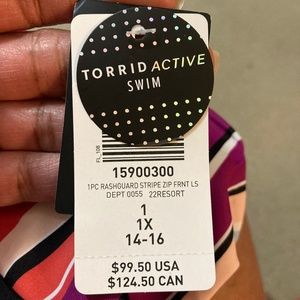 TORRID ACTIVE
SWIM
FL_108
15900300
1PC RASHGUARD STRIPE ZIP FRNT LS
DEPT 0055 22RESORT
1
1X
14-16
$99.50 USA
$124.50 CAN